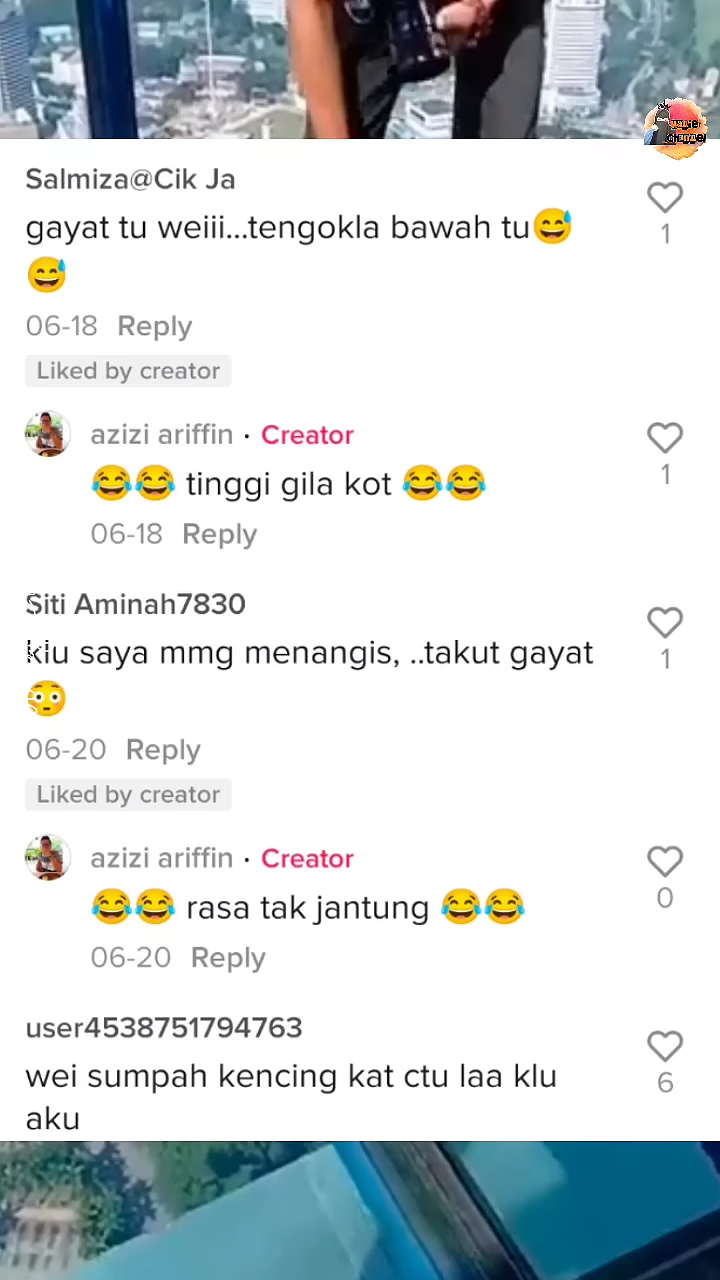 Salmiza@Cik Ja
gayat tu weiii...tengokla bawah tu😅
😅
1
06-18 Reply
Liked by creator
azizi ariffin · Creator
😂😂 tinggi gila kot 😂😂
1
06-18 Reply
Siti Aminah7830
kiu saya mmg menangis, ..takut gayat
😳
1
06-20 Reply
Liked by creator
azizi ariffin · Creator
😂😂 rasa tak jantung 😂😂
0
06-20 Reply
user4538751794763
wei sumpah kencing kat ctu laa klu
aku
6